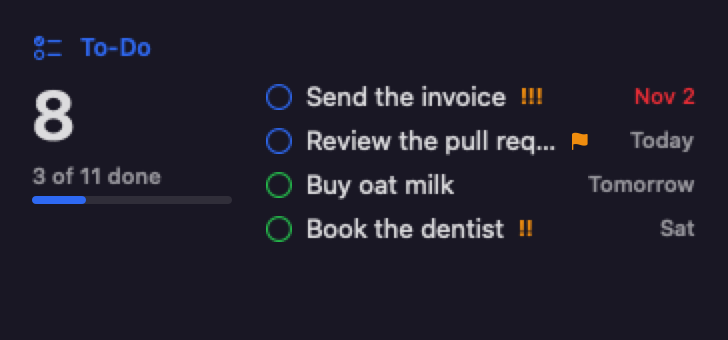 To-Do
8
3 of 11 done
Send the invoice !!! Nov 2
Review the pull req... Today
Buy oat milk Tomorrow
Book the dentist !! Sat